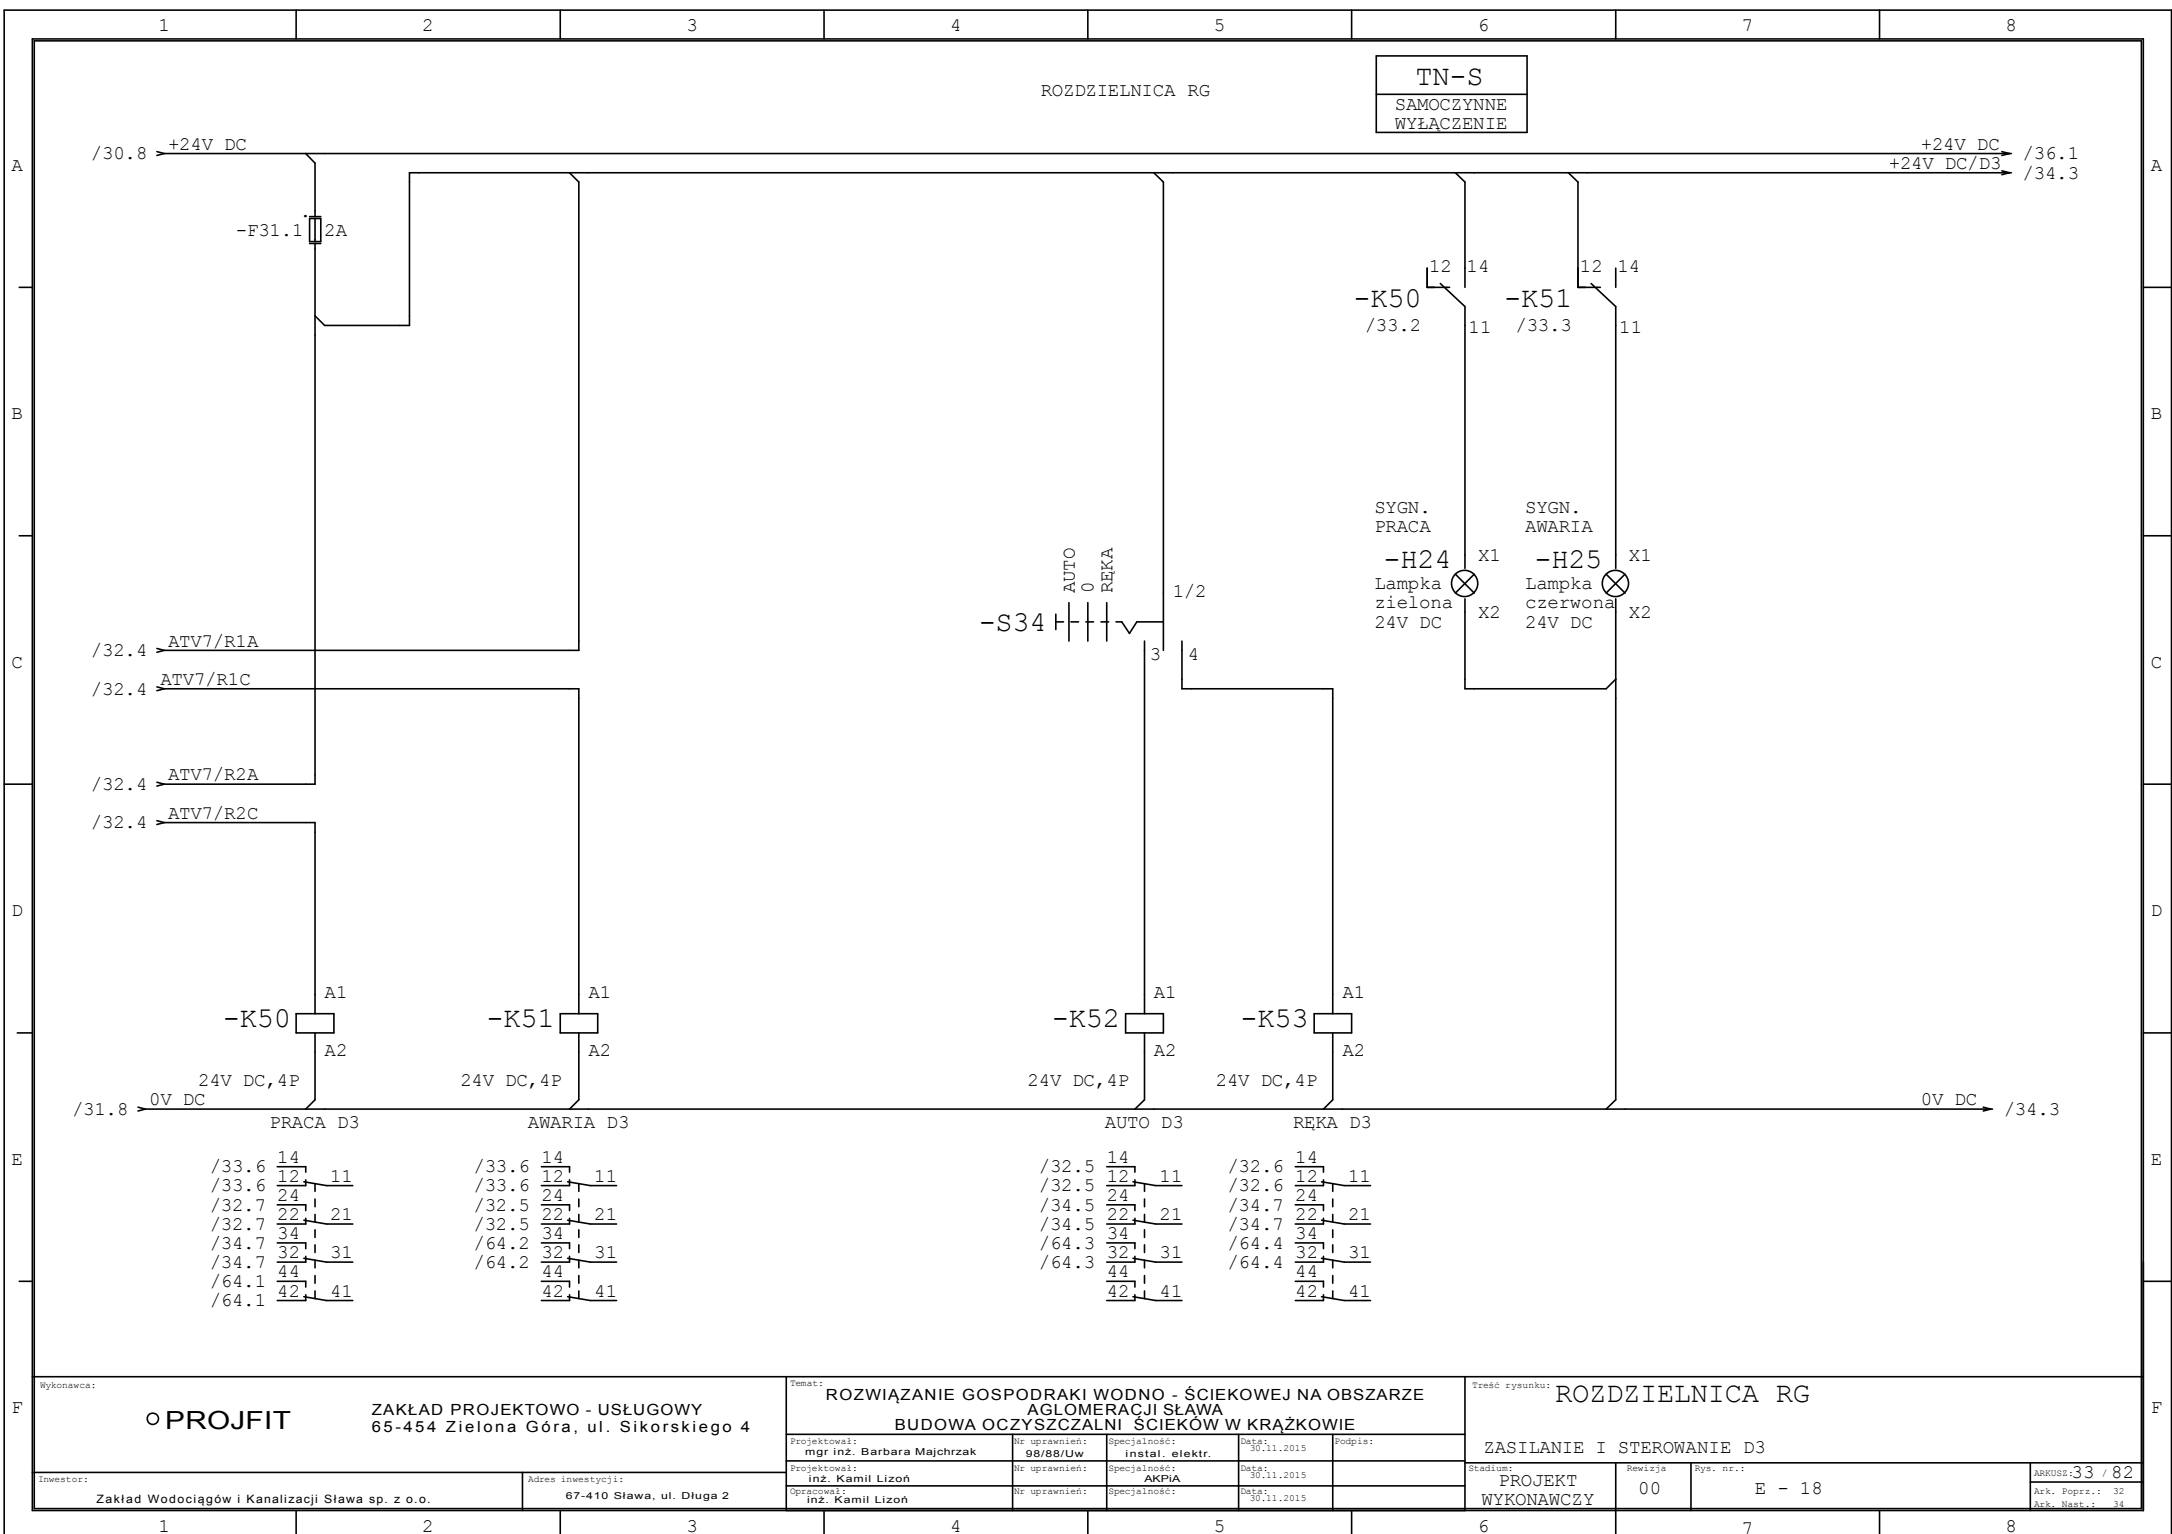 1 2 3 4 5 6 7 8
ROZDZIELNICA RG
TN-S
SAMOCZYNNE
WYŁĄCZENIE
A
/30.8 +24V DC
+24V DC /36.1
+24V DC/D3 /34.3
A
-F31.1 2A
12 14
-K50
/33.2 11
12 14
-K51
/33.3 11
B
B
SYGN.
PRACA
-H24 X1
Lampka
zielona
24V DC X2
SYGN.
AWARIA
-H25 X1
Lampka
czerwona
24V DC X2
AUTO
0
RĘKA
1/2
-S34
3 4
/32.4 ATV7/R1A
C
C
/32.4 ATV7/R1C
/32.4 ATV7/R2A
/32.4 ATV7/R2C
D
D
A1
-K50
A2
24V DC,4P
A1
-K51
A2
24V DC,4P
A1
-K52
A2
24V DC,4P
A1
-K53
A2
24V DC,4P
/31.8 0V DC
0V DC /34.3
PRACA D3
AWARIA D3
AUTO D3
RĘKA D3
E
E
/33.6 14
/33.6 12 11
/32.7 24
/32.7 22 21
/34.7 34
/34.7 32 31
/64.1 44
/64.1 42 41
/33.6 14
/33.6 12 11
/32.5 24
/32.5 22 21
/64.2 34
/64.2 32 31
44
42 41
/32.5 14
/32.5 12 11
/34.5 24
/34.5 22 21
/64.3 34
/64.3 32 31
44
42 41
/32.6 14
/32.6 12 11
/34.7 24
/34.7 22 21
/64.4 34
/64.4 32 31
44
42 41
F
F
Wykonawca:
PROJFIT
ZAKŁAD PROJEKTOWO - USŁUGOWY
65-454 Zielona Góra, ul. Sikorskiego 4
Inwestor:
Zakład Wodociągów i Kanalizacji Sława sp. z o.o.
Adres inwestycji:
67-410 Sława, ul. Długa 2
Temat:
ROZWIĄZANIE GOSPODRAKI WODNO - ŚCIEKOWEJ NA OBSZARZE
AGLOMERACJI SŁAWA
BUDOWA OCZYSZCZALNI ŚCIEKÓW W KRĄŻKOWIE
Projektował: Nr uprawnień: Specjalność: Data: Podpis:
mgr inż. Barbara Majchrzak 98/88/Uw instal. elektr. 30.11.2015
Projektował: Nr uprawnień: Specjalność: Data:
inż. Kamil Lizoń AKPiA 30.11.2015
Opracował: Nr uprawnień: Specjalność: Data:
inż. Kamil Lizoń 30.11.2015
Treść rysunku: ROZDZIELNICA RG
ZASILANIE I STEROWANIE D3
Stadium:
PROJEKT
WYKONAWCZY
Rewizja
00
Rys. nr.:
E - 18
ARKUSZ: 33 / 82
Ark. Poprz.: 32
Ark. Nast.: 34
1 2 3 4 5 6 7 8